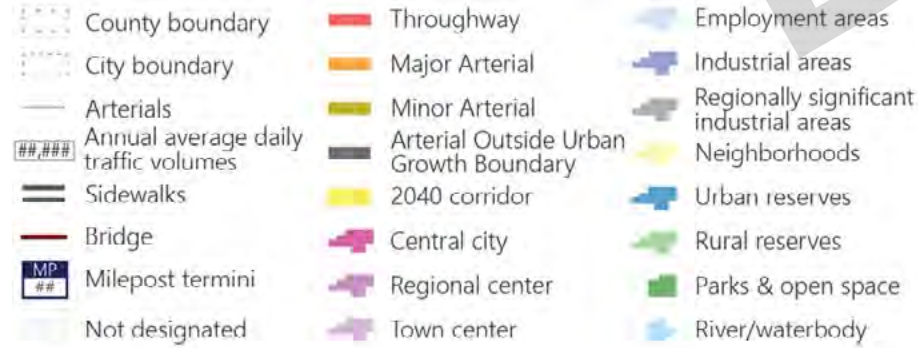 County boundary
City boundary
Arterials
##,###
Annual average daily
traffic volumes
Sidewalks
Bridge
MP
##
Milepost termini
Not designated
Throughway
Major Arterial
Minor Arterial
Arterial Outside Urban
Growth Boundary
2040 corridor
Central city
Regional center
Town center
Employment areas
Industrial areas
Regionally significant
industrial areas
Neighborhoods
Urban reserves
Rural reserves
Parks & open space
River/waterbody